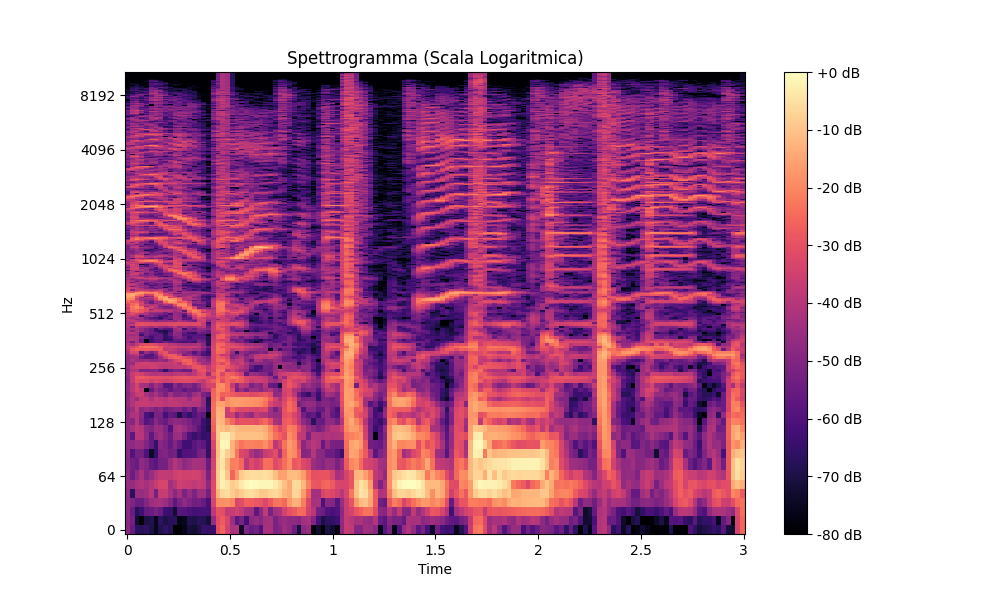 Spettrogramma (Scala Logaritmica)
Hz
8192
4096
2048
1024
512
256
128
64
0
0 0.5 1 1.5 2 2.5 3
Time
+0 dB
-10 dB
-20 dB
-30 dB
-40 dB
-50 dB
-60 dB
-70 dB
-80 dB